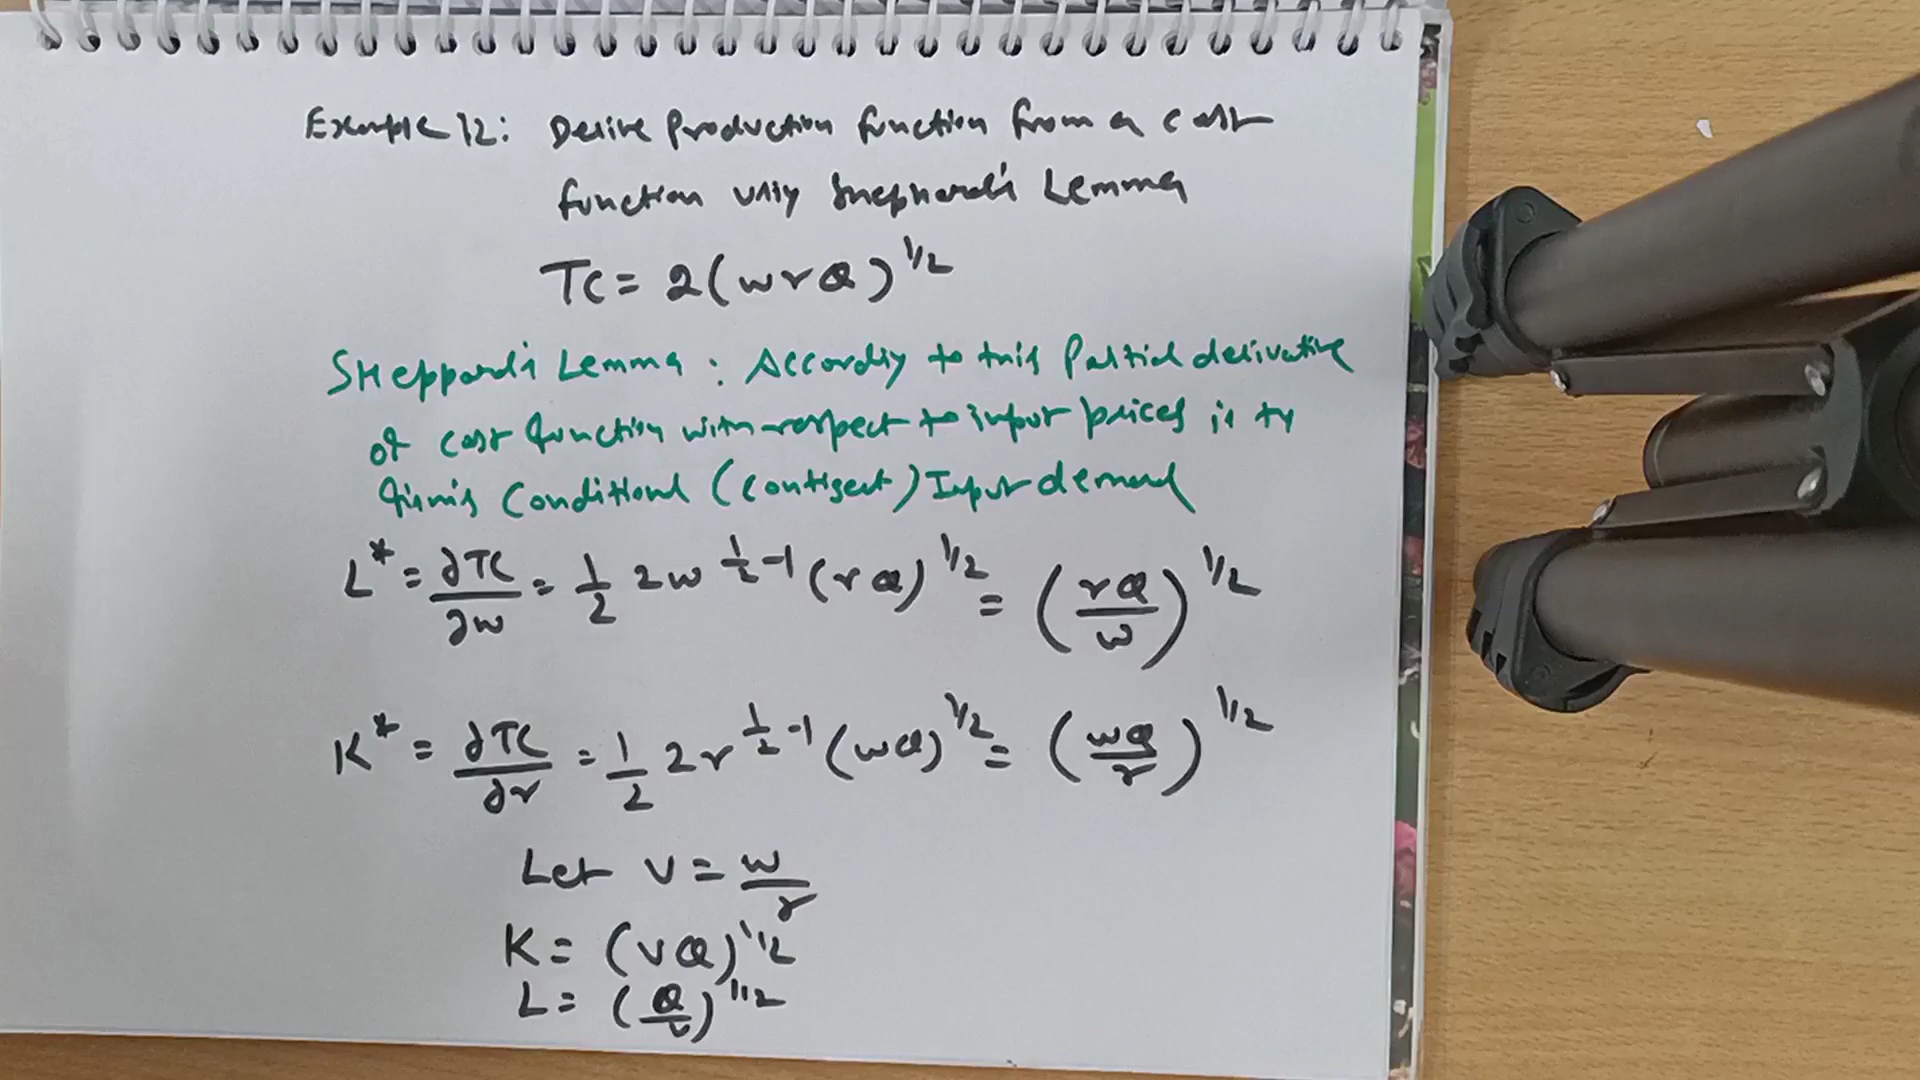 Example 12: Derive Production function from a cost
function using Shephard's Lemma
TC = 2(wrQ)^1/2
SHeppard's Lemma : According to this Partial derivative
of cost function with respect to input prices is the
firm's Conditional (Contigent) Input demand
L* = ∂TC/∂w = 1/2 2w^(1/2-1) (rQ)^1/2 = (rQ/w)^1/2
K* = ∂TC/∂r = 1/2 2r^(1/2-1) (wQ)^1/2 = (wQ/r)^1/2
Let v = w/r
K = (vQ)^1/2
L = (Q/v)^1/2